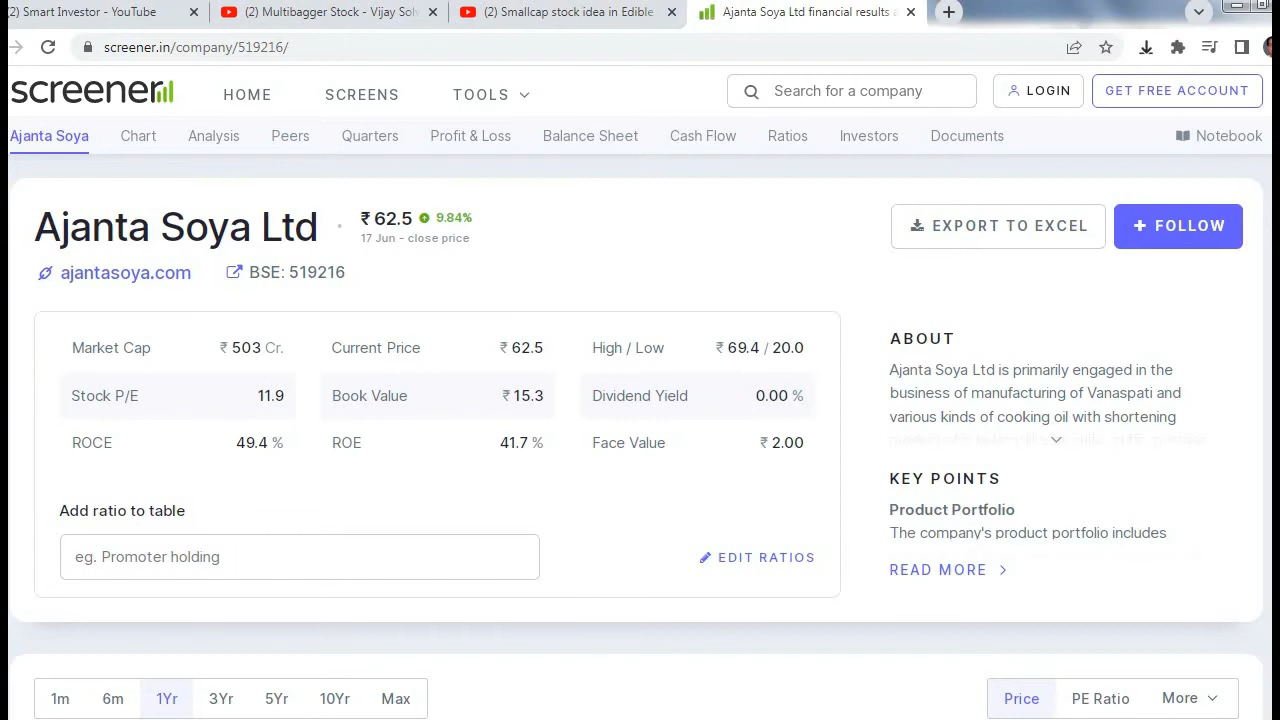 (2) Smart Investor - YouTube
(2) Multibagger Stock - Vijay Solv
(2) Smallcap stock idea in Edible
Ajanta Soya Ltd financial results a
screener.in/company/519216/
screener
HOME
SCREENS
TOOLS
Search for a company
LOGIN
GET FREE ACCOUNT
Ajanta Soya
Chart
Analysis
Peers
Quarters
Profit & Loss
Balance Sheet
Cash Flow
Ratios
Investors
Documents
Notebook
Ajanta Soya Ltd
₹ 62.5 9.84%
17 Jun - close price
EXPORT TO EXCEL
FOLLOW
ajantasoya.com
BSE: 519216
Market Cap ₹ 503 Cr.
Current Price ₹ 62.5
High / Low ₹ 69.4 / 20.0
Stock P/E 11.9
Book Value ₹ 15.3
Dividend Yield 0.00 %
ROCE 49.4 %
ROE 41.7 %
Face Value ₹ 2.00
Add ratio to table
eg. Promoter holding
EDIT RATIOS
ABOUT
Ajanta Soya Ltd is primarily engaged in the
business of manufacturing of Vanaspati and
various kinds of cooking oil with shortening
KEY POINTS
Product Portfolio
The company's product portfolio includes
READ MORE
1m
6m
1Yr
3Yr
5Yr
10Yr
Max
Price
PE Ratio
More